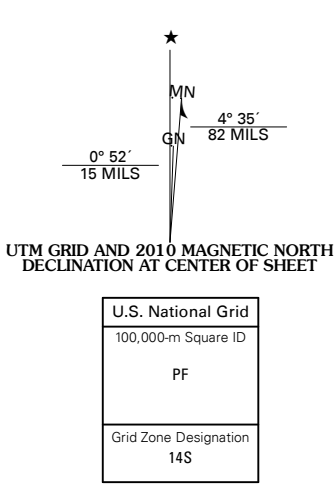 ★
MN
4° 35´
82 MILS
GN
0° 52´
15 MILS
UTM GRID AND 2010 MAGNETIC NORTH
DECLINATION AT CENTER OF SHEET
U.S. National Grid
100,000-m Square ID
PF
Grid Zone Designation
14S